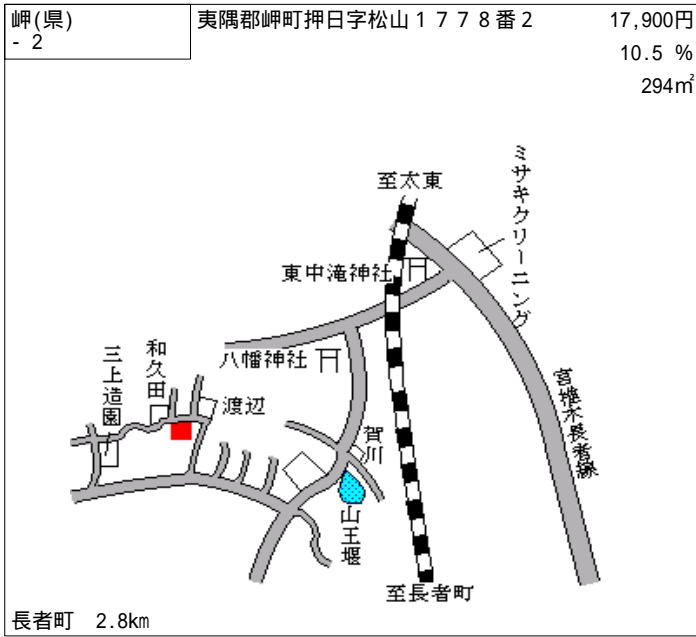 岬(県)
- 2
夷隅郡岬町押日字松山１７７８番２
17,900円
10.5 %
294㎡
至太東
ミサキクリーニング
東中滝神社
八幡神社
和久田
三上造園
渡辺
賀川
宮椎木長者線
山王堰
至長者町
長者町 2.8km